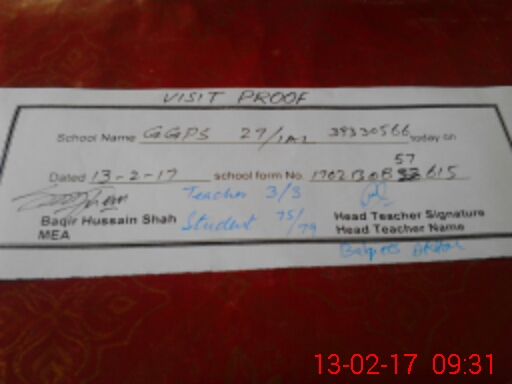 VISIT PROOF
School Name GGPS 27/1A2 39330566 today on
57
Dated 13-2-17 school form No. 1702130B 615
Teacher 3/3
Baqir Hussain Shah Student 75/79 Head Teacher Signature
MEA Head Teacher Name
13-02-17 09:31